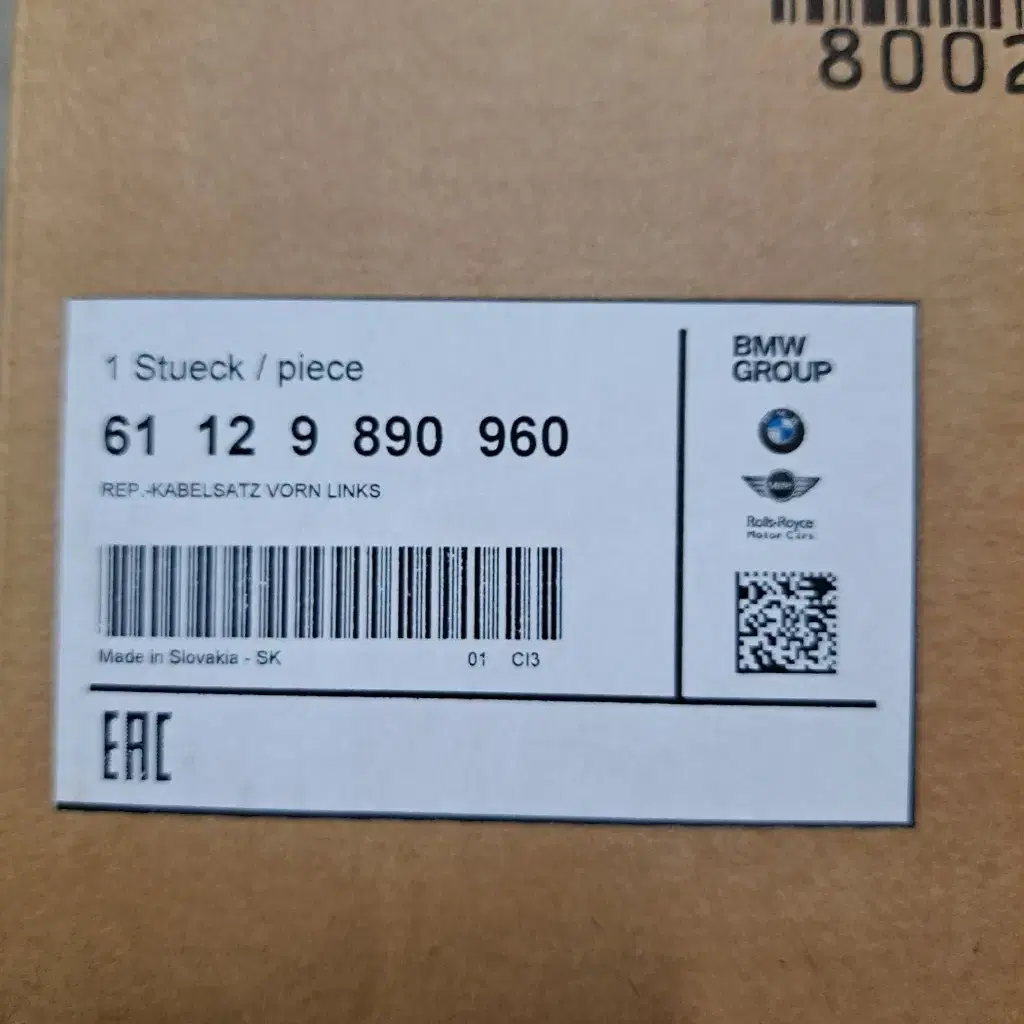 8002
1 Stueck / piece
61 12 9 890 960
REP.-KABELSATZ VORN LINKS
Made in Slovakia - SK 01 CI3
EAC
BMW
GROUP
MINI
Rolls-Royce
Motor Cars